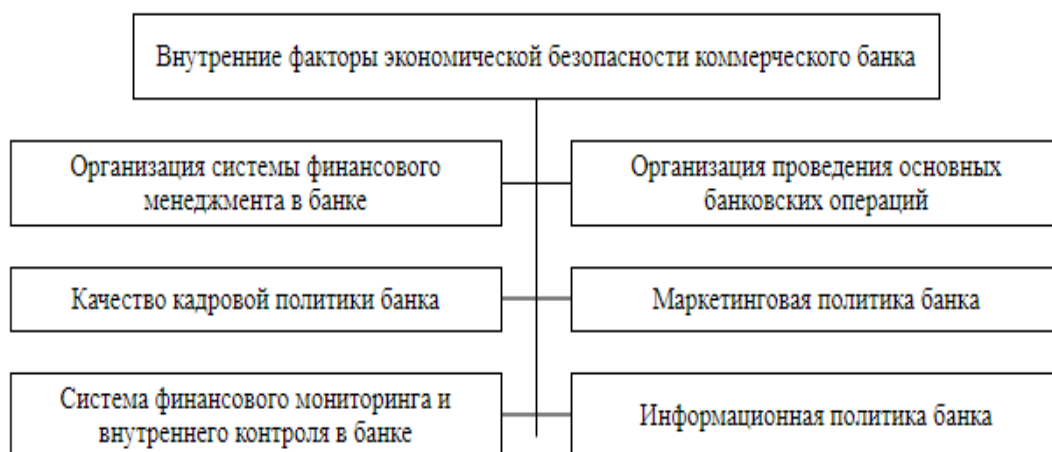 Внутренние факторы экономической безопасности коммерческого банка
Организация системы финансового
менеджмента в банке
Организация проведения основных
банковских операций
Качество кадровой политики банка
Маркетинговая политика банка
Система финансового мониторинга и
внутреннего контроля в банке
Информационная политика банка